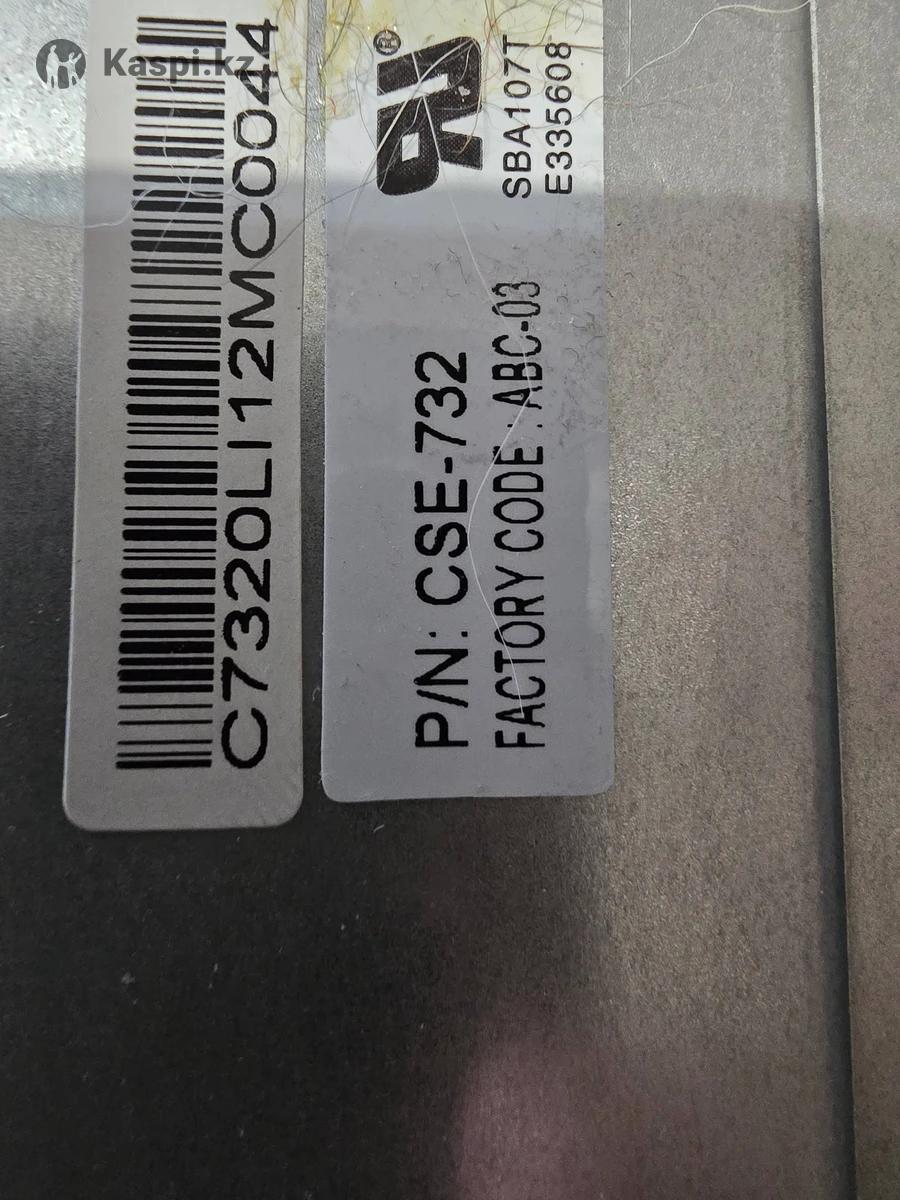 Kaspi.kz
C7320LI12MC0044
P/N: CSE-732
FACTORY CODE : ABC-03
SBA107T
E335608